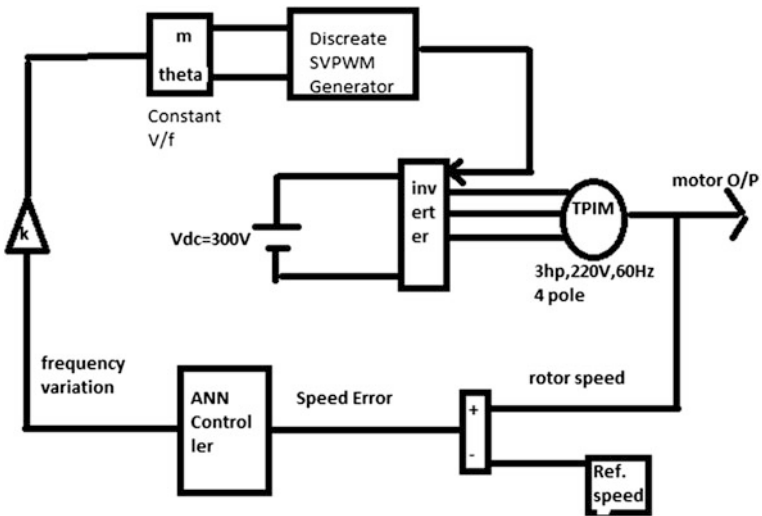 m
theta
Constant
V/f
Discreate
SVPWM
Generator
k
Vdc=300V
inv
ert
er
TPIM
motor O/P
3hp,220V,60Hz
4 pole
frequency
variation
ANN
Control
ler
Speed Error
+
-
rotor speed
Ref.
speed